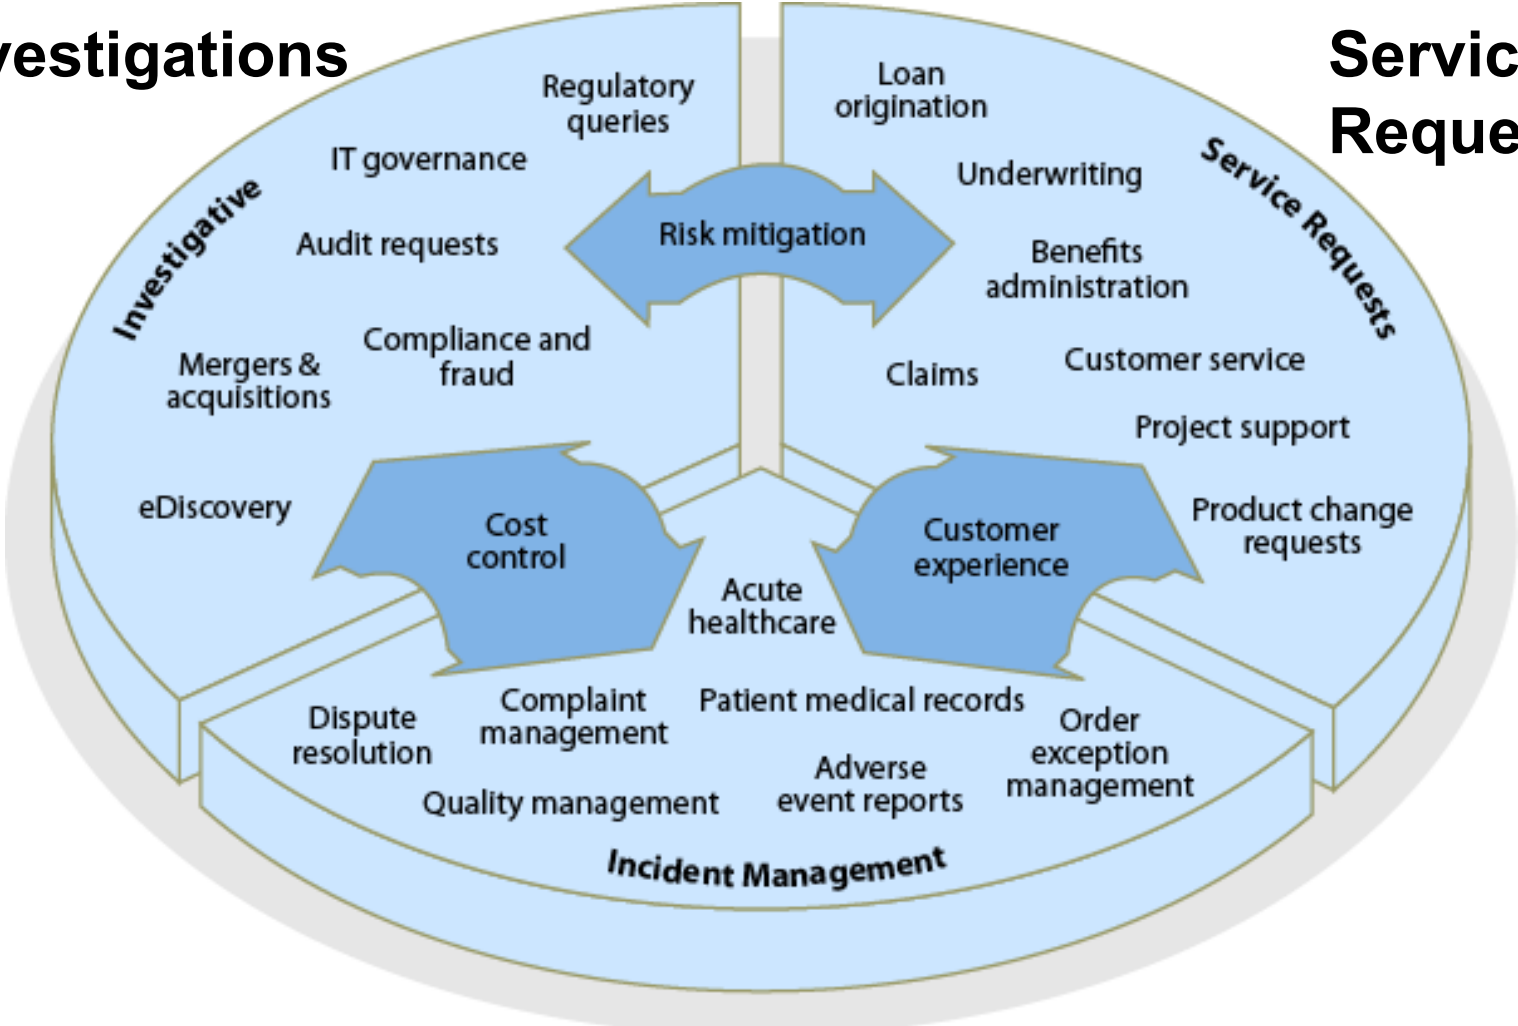 vestigations
Servic
Reque
Investigative
Regulatory
queries
IT governance
Audit requests
Compliance and
fraud
Mergers &
acquisitions
eDiscovery
Risk mitigation
Service Requests
Loan
origination
Underwriting
Benefits
administration
Claims
Customer service
Project support
Product change
requests
Cost
control
Customer
experience
Acute
healthcare
Dispute
resolution
Complaint
management
Patient medical records
Order
exception
management
Adverse
event reports
Quality management
Incident Management